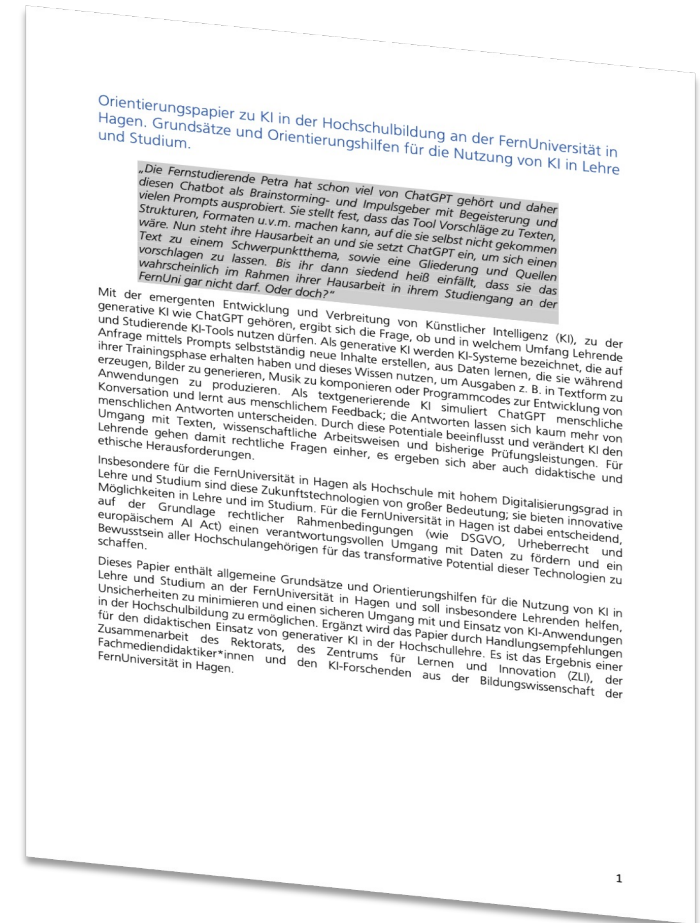 Orientierungspapier zu KI in der Hochschulbildung an der FernUniversität in
Hagen. Grundsätze und Orientierungshilfen für die Nutzung von KI in Lehre
und Studium.
„Die Fernstudierende Petra hat schon viel von ChatGPT gehört und daher
diesen Chatbot als Brainstorming- und Impulsgeber mit Begeisterung und
vielen Prompts ausprobiert. Sie stellt fest, dass das Tool Vorschläge zu Texten,
Strukturen, Formaten u.v.m. machen kann, auf die sie selbst nicht gekommen
wäre. Nun steht ihre Hausarbeit an und sie setzt ChatGPT ein, um sich einen
Text zu einem Schwerpunktthema, sowie eine Gliederung und Quellen
vorschlagen zu lassen. Bis ihr dann siedend heiß einfällt, dass sie das
wahrscheinlich im Rahmen ihrer Hausarbeit in ihrem Studiengang an der
FernUni gar nicht darf. Oder doch?“
Mit der emergenten Entwicklung und Verbreitung von Künstlicher Intelligenz (KI), zu der
generative KI wie ChatGPT gehören, ergibt sich die Frage, ob und in welchem Umfang Lehrende
und Studierende KI-Tools nutzen dürfen. Als generative KI werden KI-Systeme bezeichnet, die auf
Anfrage mittels Prompts selbstständig neue Inhalte erstellen, aus Daten lernen, die sie während
ihrer Trainingsphase erhalten haben und dieses Wissen nutzen, um Ausgaben z. B. in Textform zu
erzeugen, Bilder zu generieren, Musik zu komponieren oder Programmcodes zur Entwicklung von
Anwendungen zu produzieren. Als textgenerierende KI simuliert ChatGPT menschliche
Konversation und lernt aus menschlichem Feedback; die Antworten lassen sich kaum mehr von
menschlichen Antworten unterscheiden. Durch diese Potentiale beeinflusst und verändert KI den
Umgang mit Texten, wissenschaftliche Arbeitsweisen und bisherige Prüfungsleistungen. Für
Lehrende gehen damit rechtliche Fragen einher, es ergeben sich aber auch didaktische und
ethische Herausforderungen.
Insbesondere für die FernUniversität in Hagen als Hochschule mit hohem Digitalisierungsgrad in
Lehre und Studium sind diese Zukunftstechnologien von großer Bedeutung; sie bieten innovative
Möglichkeiten in Lehre und im Studium. Für die FernUniversität in Hagen ist dabei entscheidend,
auf der Grundlage rechtlicher Rahmenbedingungen (wie DSGVO, Urheberrecht und
europäischem AI Act) einen verantwortungsvollen Umgang mit Daten zu fördern und ein
Bewusstsein aller Hochschulangehörigen für das transformative Potential dieser Technologien zu
schaffen.
Dieses Papier enthält allgemeine Grundsätze und Orientierungshilfen für die Nutzung von KI in
Lehre und Studium an der FernUniversität in Hagen und soll insbesondere Lehrenden helfen,
Unsicherheiten zu minimieren und einen sicheren Umgang mit und Einsatz von KI-Anwendungen
in der Hochschulbildung zu ermöglichen. Ergänzt wird das Papier durch Handlungsempfehlungen
für den didaktischen Einsatz von generativer KI in der Hochschullehre. Es ist das Ergebnis einer
Zusammenarbeit des Rektorats, des Zentrums für Lernen und Innovation (ZLI), der
Fachmediendidaktiker*innen und den KI-Forschenden aus der Bildungswissenschaft der
FernUniversität in Hagen.
1